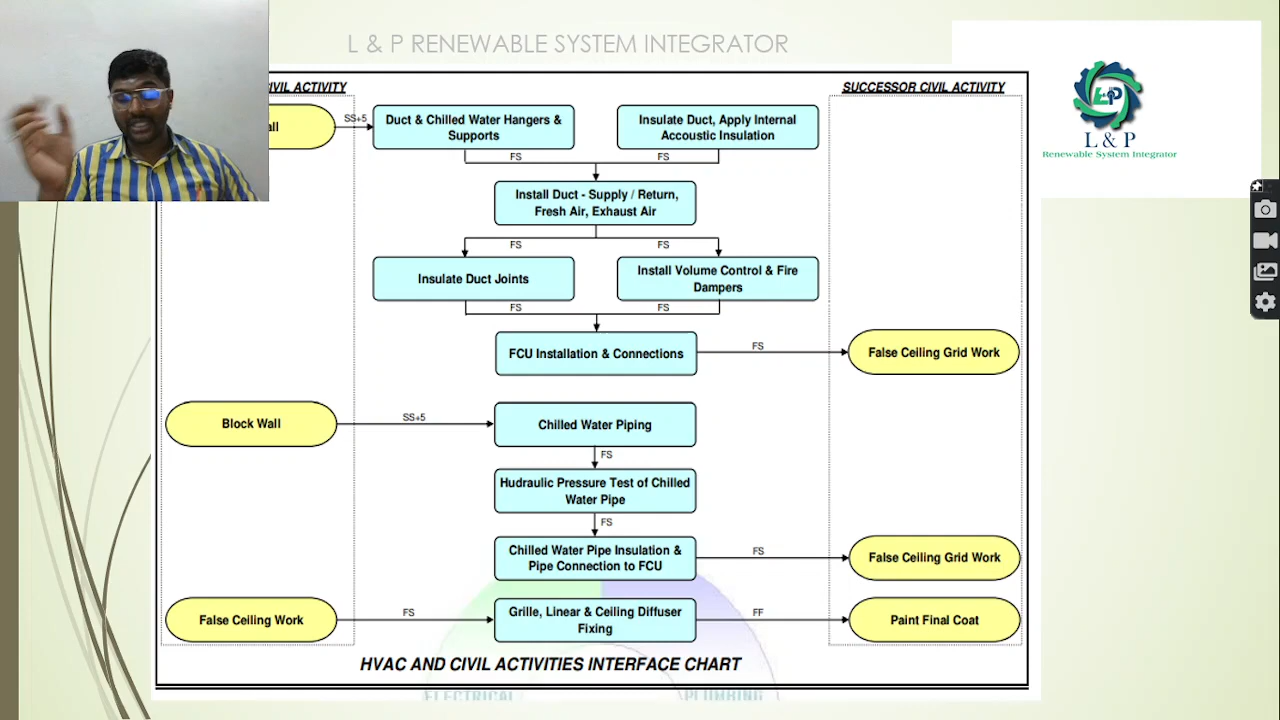 L & P RENEWABLE SYSTEM INTEGRATOR
IVIL ACTIVITY
SUCCESSOR CIVIL ACTIVITY
all
SS+5
Duct & Chilled Water Hangers &
Supports
Insulate Duct, Apply Internal
Accoustic Insulation
FS
FS
Install Duct - Supply / Return,
Fresh Air, Exhaust Air
FS
FS
Insulate Duct Joints
Install Volume Control & Fire
Dampers
FS
FS
FCU Installation & Connections
FS
False Ceiling Grid Work
Block Wall
SS+5
Chilled Water Piping
FS
Hudraulic Pressure Test of Chilled
Water Pipe
FS
Chilled Water Pipe Insulation &
Pipe Connection to FCU
FS
False Ceiling Grid Work
False Ceiling Work
FS
Grille, Linear & Ceiling Diffuser
Fixing
FF
Paint Final Coat
HVAC AND CIVIL ACTIVITIES INTERFACE CHART
ELECTRICAL
PLUMBING
L&P
L & P
Renewable System Integrator